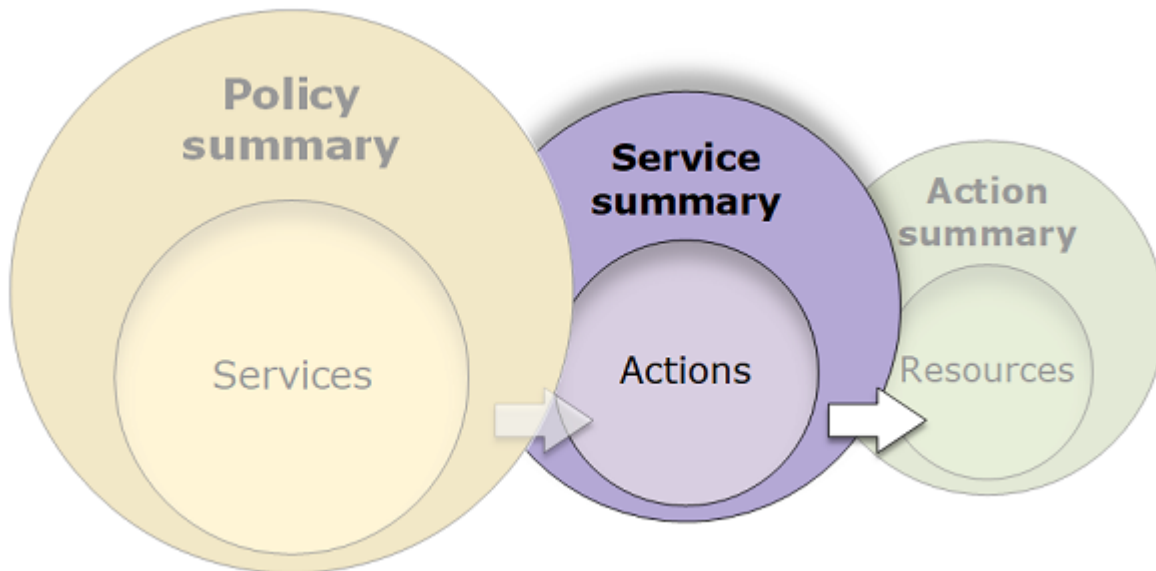 Policy
summary
Services
Service
summary
Actions
Action
summary
Resources